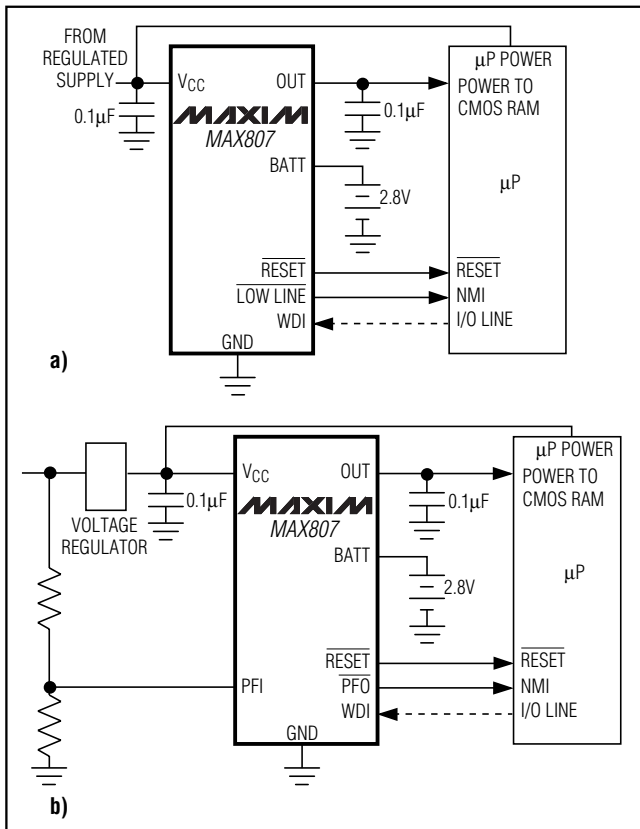 FROM
REGULATED
SUPPLY
0.1µF
VCC
OUT
MAXIM
MAX807
0.1µF
BATT
2.8V
RESET
LOW LINE
WDI
GND
µP POWER
POWER TO
CMOS RAM
µP
RESET
NMI
I/O LINE
a)
VOLTAGE
REGULATOR
0.1µF
VCC
OUT
MAXIM
MAX807
0.1µF
BATT
2.8V
PFI
RESET
PFO
WDI
GND
µP POWER
POWER TO
CMOS RAM
µP
RESET
NMI
I/O LINE
b)